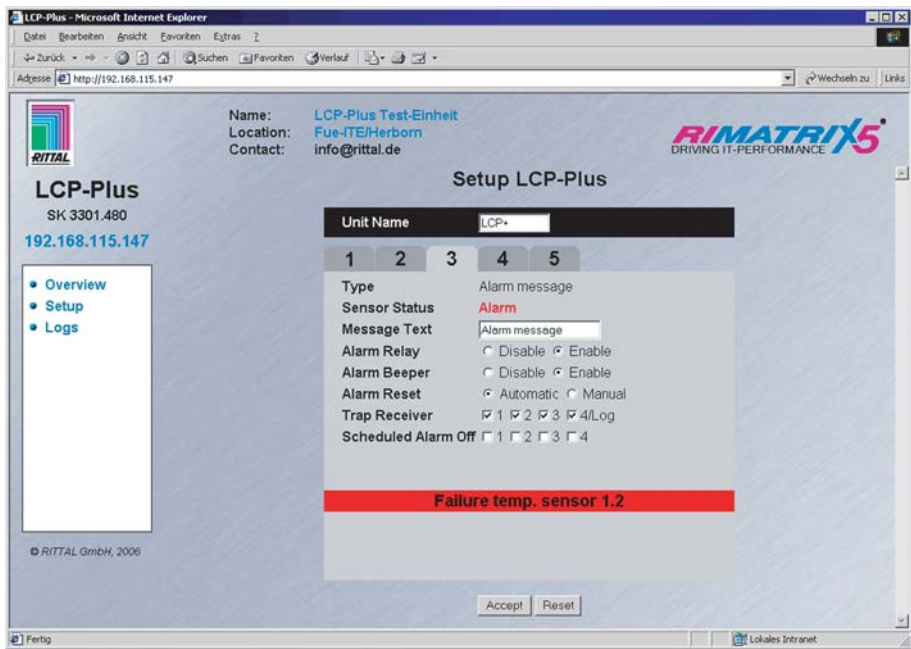 LCP-Plus - Microsoft Internet Explorer
Datei Bearbeiten Ansicht Favoriten Extras ?
Zurück Suchen Favoriten Verlauf
Adresse http://192.168.115.147 Wechseln zu Links
RITTAL
Name: LCP-Plus Test-Einheit
Location: Fue-ITE/Herborn
Contact: info@rittal.de
RIMATRIX5
DRIVING IT-PERFORMANCE
LCP-Plus
SK 3301.480
192.168.115.147
Overview
Setup
Logs
© RITTAL GmbH, 2006
Setup LCP-Plus
Unit Name LCP+
1 2 3 4 5
Type Alarm message
Sensor Status Alarm
Message Text Alarm message
Alarm Relay Disable Enable
Alarm Beeper Disable Enable
Alarm Reset Automatic Manual
Trap Receiver 1 2 3 4/Log
Scheduled Alarm Off 1 2 3 4
Failure temp. sensor 1.2
Accept Reset
Fertig Lokales Intranet